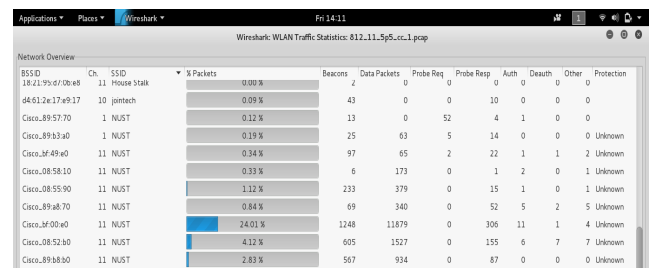 Applications ▾ Places ▾ Wireshark ▾ Fri 14:11 1
Wireshark: WLAN Traffic Statistics: 812_11_5p5_cc_1.pcap
Network Overview
BSSID Ch. SSID ▾ % Packets Beacons Data Packets Probe Req Probe Resp Auth Deauth Other Protection
18:21:95:d7:0b:e8 11 House Stalk 0.00 % 2 0 0 0 0 0 0
d4:61:2e:17:e9:17 10 jointech 0.09 % 43 0 0 10 0 0 0
Cisco_89:57:70 1 NUST 0.12 % 13 0 52 4 1 0 0
Cisco_89:b3:a0 1 NUST 0.19 % 25 63 5 14 0 0 0 Unknown
Cisco_bf:49:e0 11 NUST 0.34 % 97 65 2 22 1 1 2 Unknown
Cisco_08:58:10 11 NUST 0.33 % 6 173 0 1 2 0 1 Unknown
Cisco_08:55:90 11 NUST 1.12 % 233 379 0 15 1 0 1 Unknown
Cisco_89:a8:70 11 NUST 0.84 % 69 340 0 52 5 2 5 Unknown
Cisco_bf:00:e0 11 NUST 24.01 % 1248 11879 0 306 11 1 4 Unknown
Cisco_08:52:b0 11 NUST 4.12 % 605 1527 0 155 6 7 7 Unknown
Cisco_89:b8:b0 11 NUST 2.83 % 567 934 0 87 0 0 0 Unknown